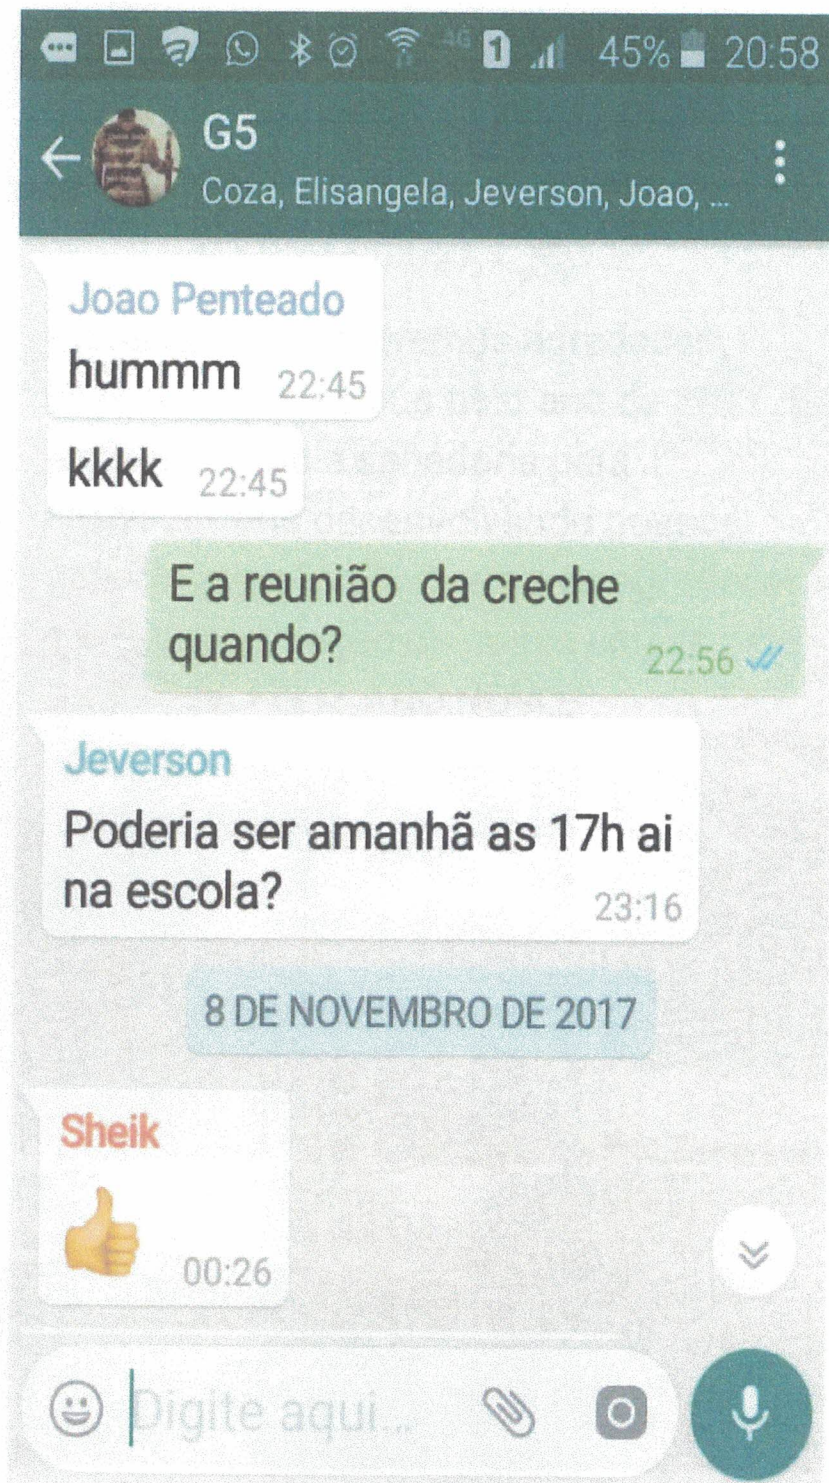 4G 1 45% 20:58
G5
Coza, Elisangela, Jeverson, Joao, ...
Joao Penteado
hummm 22:45
kkkk 22:45
E a reunião da creche
quando?
22:56
Jeverson
Poderia ser amanhã as 17h ai
na escola?
23:16
8 DE NOVEMBRO DE 2017
Sheik
👍 00:26
Digite aqui...